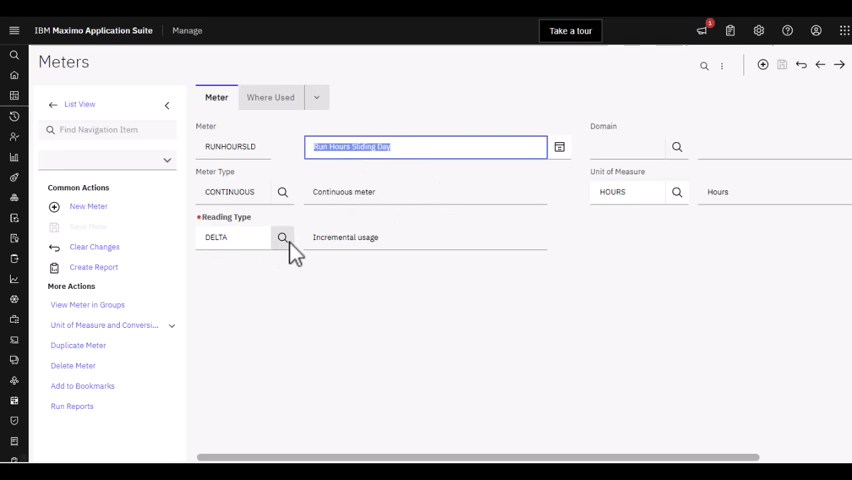 IBM Maximo Application Suite
Manage
Take a tour
1
Meters
List View
Find Navigation Item
Common Actions
New Meter
Save Meter
Clear Changes
Create Report
More Actions
View Meter in Groups
Unit of Measure and Conversi...
Duplicate Meter
Delete Meter
Add to Bookmarks
Run Reports
Meter
Where Used
Meter
RUNHOURSLD
Run Hours Sliding Day
Domain
Meter Type
CONTINUOUS
Continuous meter
Unit of Measure
HOURS
Hours
*Reading Type
DELTA
Incremental usage